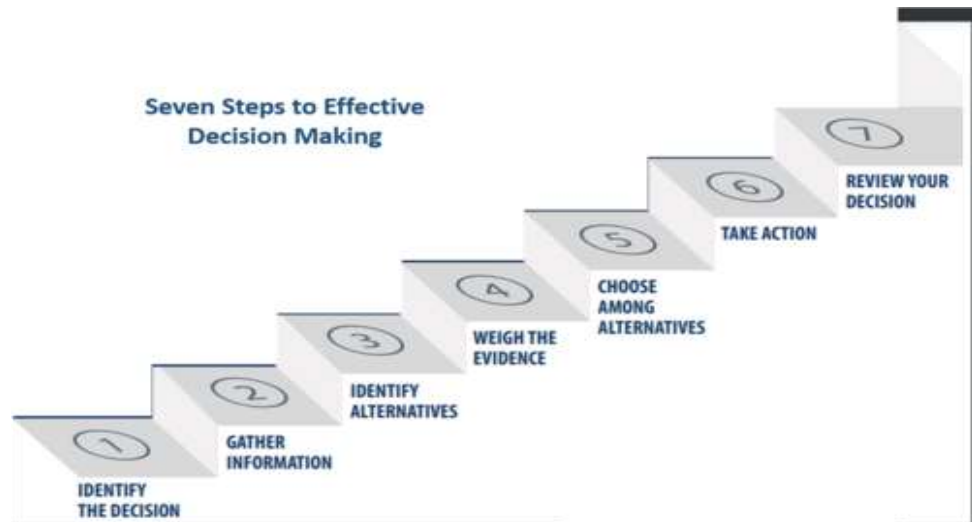 Seven Steps to Effective
Decision Making
1
IDENTIFY
THE DECISION
2
GATHER
INFORMATION
3
IDENTIFY
ALTERNATIVES
4
WEIGH THE
EVIDENCE
5
CHOOSE
AMONG
ALTERNATIVES
6
TAKE ACTION
7
REVIEW YOUR
DECISION